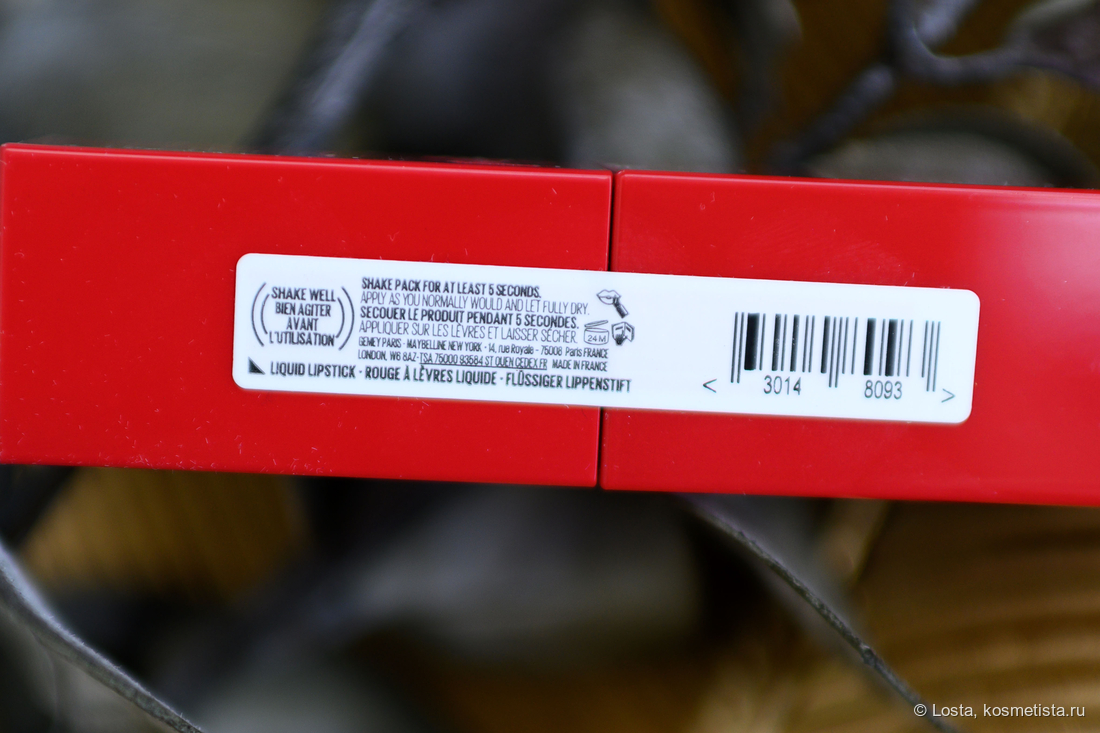 SHAKE WELL
BIEN AGITER
AVANT
L'UTILISATION
SHAKE PACK FOR AT LEAST 5 SECONDS.
APPLY AS YOU NORMALLY WOULD AND LET FULLY DRY.
SECOUER LE PRODUIT PENDANT 5 SECONDES.
APPLIQUER SUR LES LÈVRES ET LAISSER SÉCHER.
GEMEY PARIS · MAYBELLINE NEW YORK · 14, rue Royale - 75008 Paris FRANCE
LONDON, W6 8AZ · TSA 75000 93584 ST OUEN CEDEX FR MADE IN FRANCE
24 M
LIQUID LIPSTICK · ROUGE À LÈVRES LIQUIDE · FLÜSSIGER LIPPENSTIFT
< 3014 8093 >
© Losta, kosmetista.ru